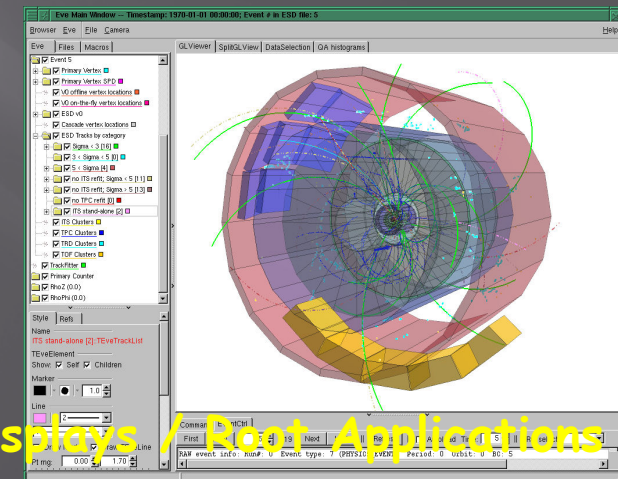 Eve Main Window -- Timestamp: 1970-01-01 00:00:00; Event # in ESD file: 5
Browser Eve File Camera Help
Eve Files Macros
GLViewer SplitGLView DataSelection QA histograms
Event 5
Primary Vertex
Primary Vertex SPD
V0 offline vertex locations
V0 on-the-fly vertex locations
ESD v0
Cascade vertex locations
ESD Tracks by category
Sigma < 3 [16]
3 < Sigma < 5 [0]
5 < Sigma [4]
no ITS refit; Sigma < 5 [11]
no ITS refit; Sigma > 5 [13]
no TPC refit [0]
ITS stand-alone [2]
ITS Clusters
TPC Clusters
TRD Clusters
TOF Clusters
TrackFitter
Primary Counter
RhoZ (0.0)
RhoPhi (0.0)
Style Refs
Name
ITS stand-alone [2]::TEveTrackList
TEveElement
Show: Self Children
Marker
1.0
Line
2
Command EventCtrl
splays / Root Applications
First 5 19 Next
RAW event info: Run#: 0 Event type: 7 (PHYSICS_EVENT) Period: 0 Orbit: 0 BC: 5
Pt rng: 0.00 1.70